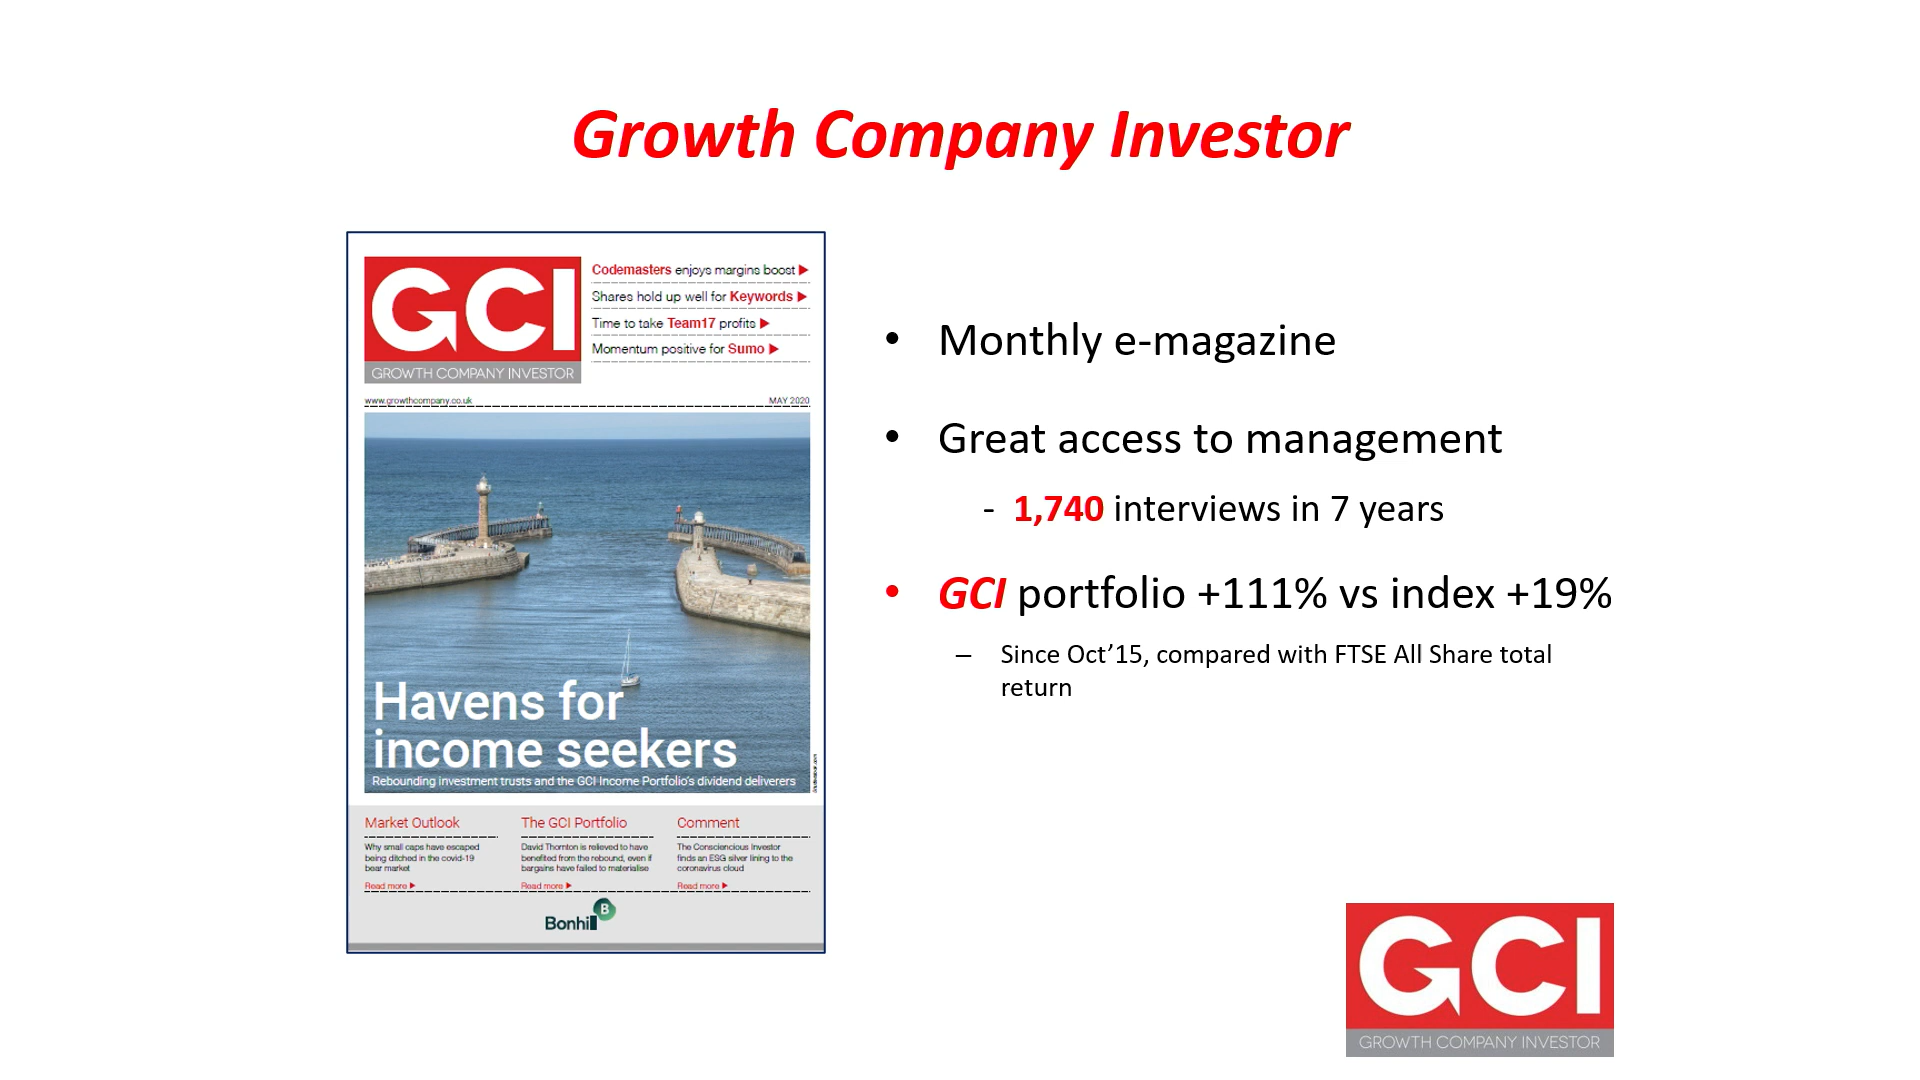 Growth Company Investor
GCI
GROWTH COMPANY INVESTOR
Codemasters enjoys margins boost
Shares hold up well for Keywords
Time to take Team17 profits
Momentum positive for Sumo
www.growthcompany.co.uk
MAY 2020
Havens for
income seekers
Rebounding investment trusts and the GCI Income Portfolio's dividend deliverers
Market Outlook
Why small caps have escaped
being ditched in the covid-19
bear market
Read more
The GCI Portfolio
David Thornton is relieved to have
benefited from the rebound, even if
bargains have failed to materialise
Read more
Comment
The Consciencious Investor
finds an ESG silver lining to the
coronavirus cloud
Read more
Bonhill
B
• Monthly e-magazine
• Great access to management
- 1,740 interviews in 7 years
• GCI portfolio +111% vs index +19%
– Since Oct’15, compared with FTSE All Share total
return
GCI
GROWTH COMPANY INVESTOR